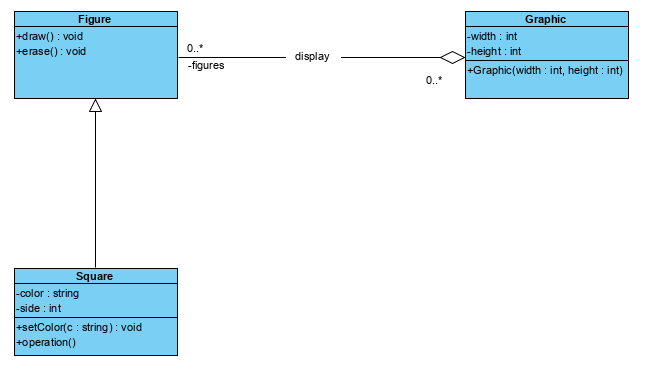 Figure
+draw() : void
+erase() : void
0..*
-figures
display
0..*
Graphic
-width : int
-height : int
+Graphic(width : int, height : int)
Square
-color : string
-side : int
+setColor(c : string) : void
+operation()